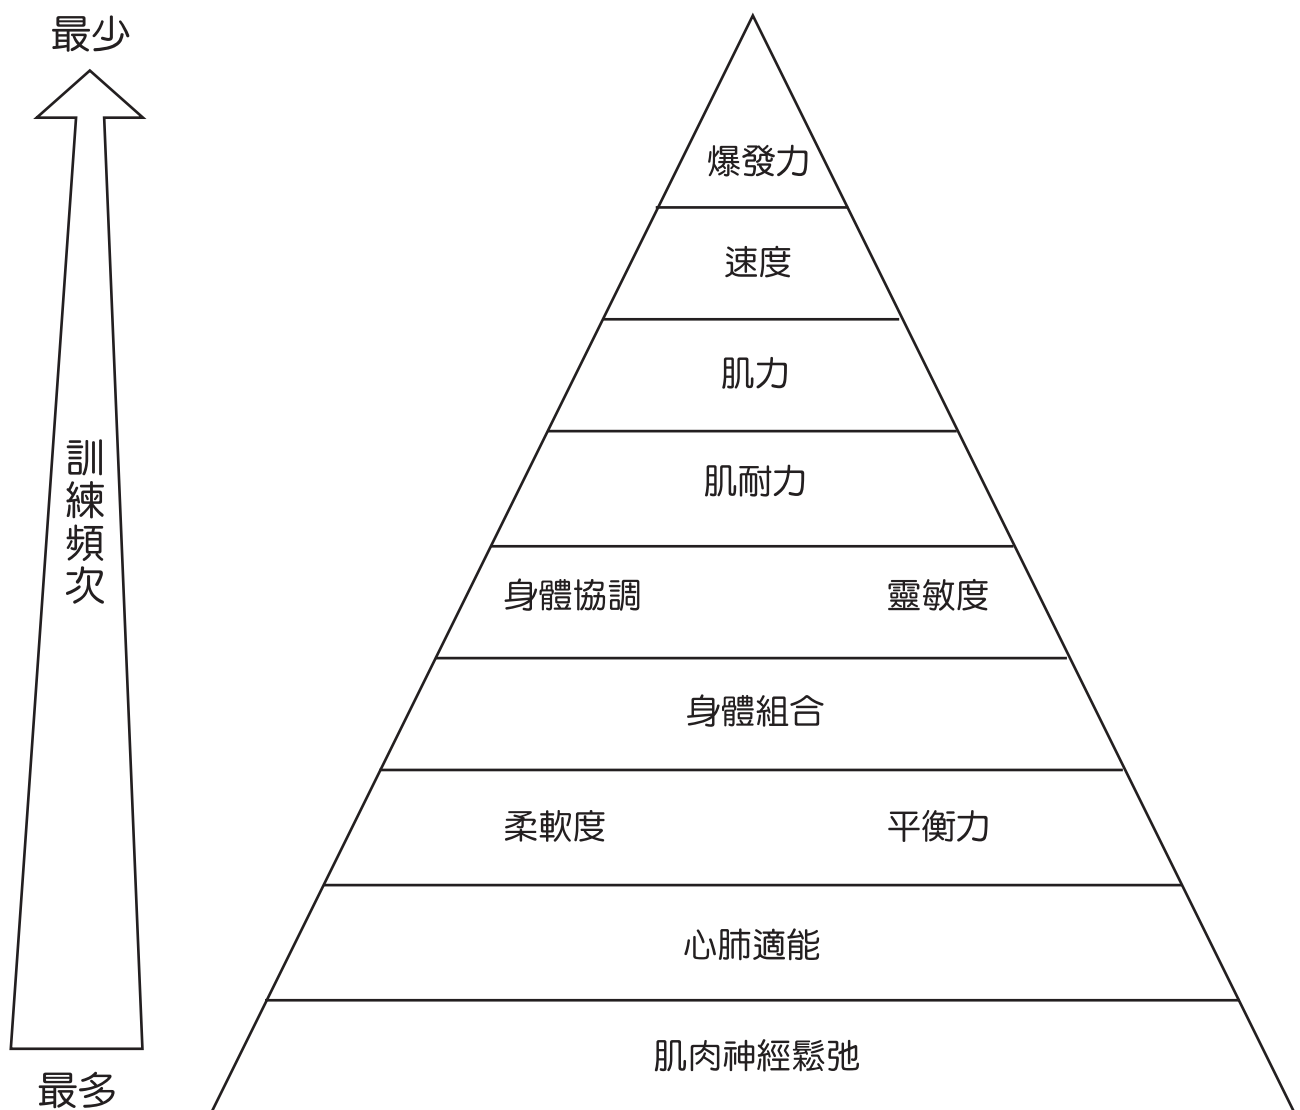 最少
爆發力
速度
肌力
肌耐力
訓練頻次
身體協調
靈敏度
身體組合
柔軟度
平衡力
心肺適能
肌肉神經鬆弛
最多